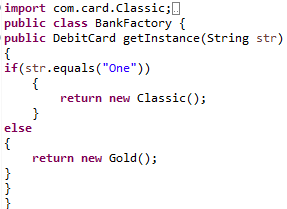 import com.card.Classic;
public class BankFactory {
public DebitCard getInstance(String str)
{
if(str.equals("One"))
{
return new Classic();
}
else
{
return new Gold();
}
}
}